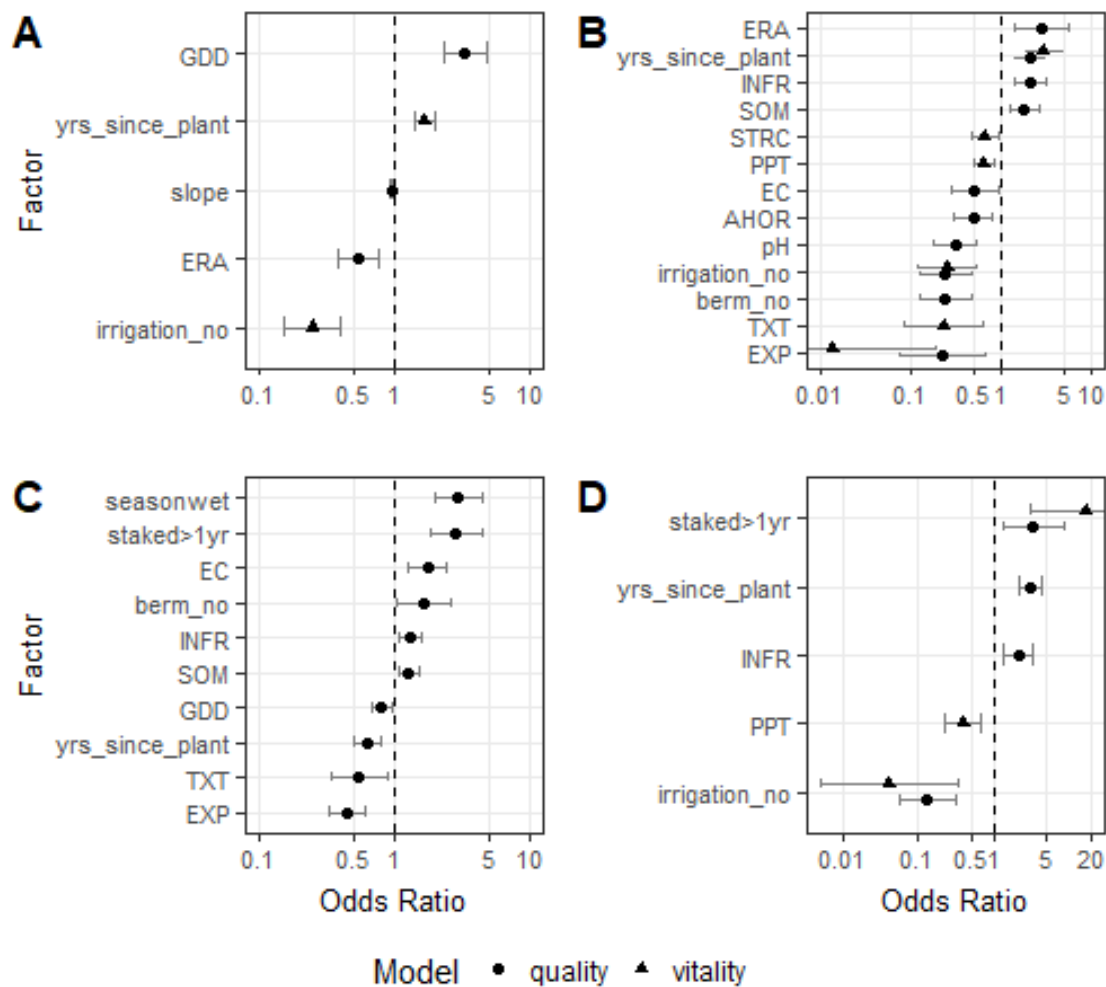 A
GDD
yrs_since_plant
slope
ERA
irrigation_no
Factor
0.1 0.5 1 5 10
B
ERA
yrs_since_plant
INFR
SOM
STRC
PPT
EC
AHOR
pH
irrigation_no
berm_no
TXT
EXP
0.01 0.1 0.5 1 5 10
C
seasonwet
staked>1yr
EC
berm_no
INFR
SOM
GDD
yrs_since_plant
TXT
EXP
Factor
0.1 0.5 1 5 10
Odds Ratio
D
staked>1yr
yrs_since_plant
INFR
PPT
irrigation_no
0.01 0.1 0.5 1 5 20
Odds Ratio
Model quality vitality